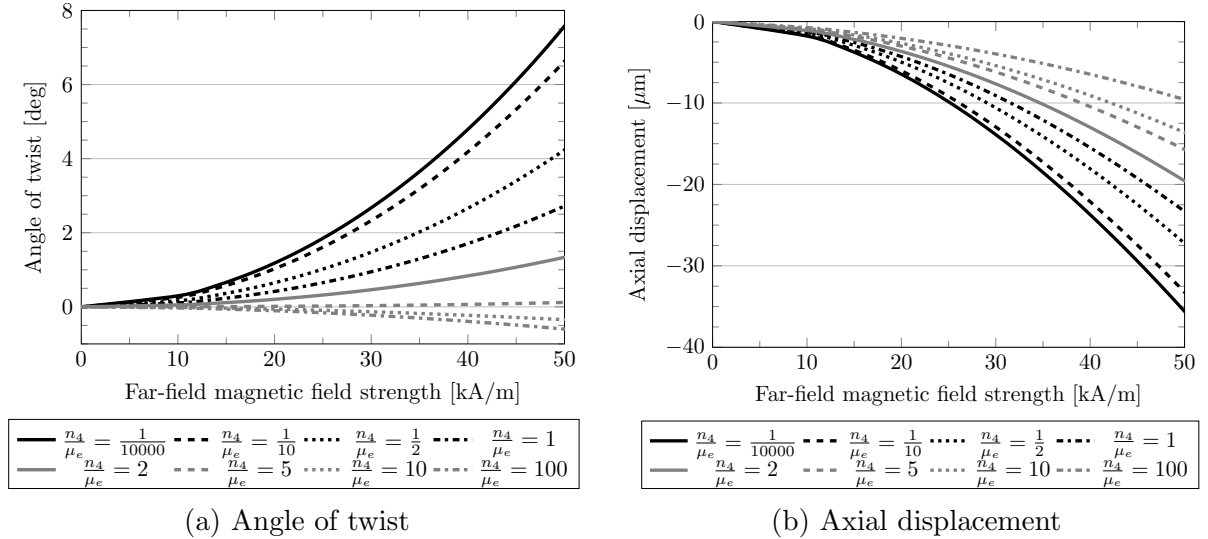 8
6
4
2
0
0 10 20 30 40 50
Angle of twist [deg]
Far-field magnetic field strength [kA/m]
n₄/μₑ = 1/10000 n₄/μₑ = 1/10 n₄/μₑ = 1/2 n₄/μₑ = 1
n₄/μₑ = 2 n₄/μₑ = 5 n₄/μₑ = 10 n₄/μₑ = 100
(a) Angle of twist
0
−10
−20
−30
−40
0 10 20 30 40 50
Axial displacement [μm]
Far-field magnetic field strength [kA/m]
n₄/μₑ = 1/10000 n₄/μₑ = 1/10 n₄/μₑ = 1/2 n₄/μₑ = 1
n₄/μₑ = 2 n₄/μₑ = 5 n₄/μₑ = 10 n₄/μₑ = 100
(b) Axial displacement